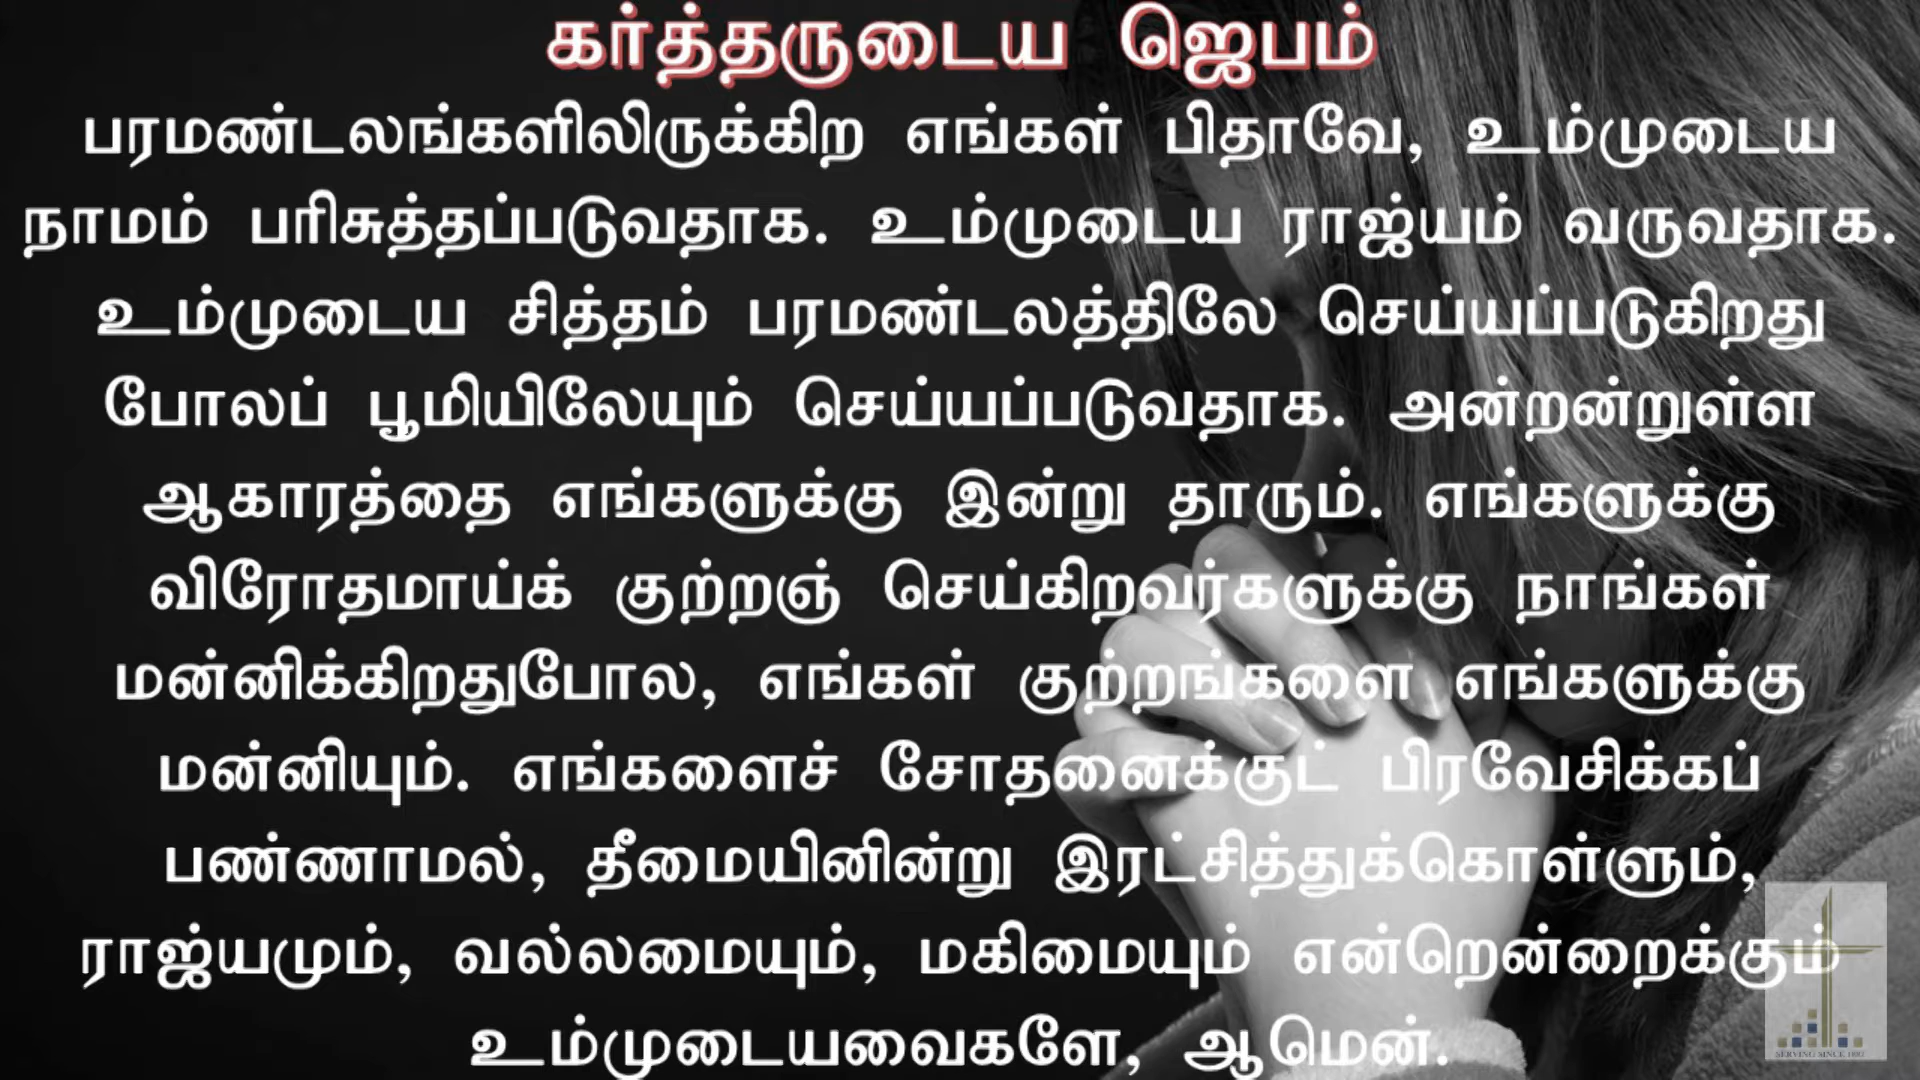 கர்த்தருடைய ஜெபம்
பரமண்டலங்களிலிருக்கிற எங்கள் பிதாவே, உம்முடைய
நாமம் பரிசுத்தப்படுவதாக. உம்முடைய ராஜ்யம் வருவதாக.
உம்முடைய சித்தம் பரமண்டலத்திலே செய்யப்படுகிறது
போலப் பூமியிலேயும் செய்யப்படுவதாக. அன்றன்றுள்ள
ஆகாரத்தை எங்களுக்கு இன்று தாரும். எங்களுக்கு
விரோதமாய்க் குற்றஞ் செய்கிறவர்களுக்கு நாங்கள்
மன்னிக்கிறதுபோல, எங்கள் குற்றங்களை எங்களுக்கு
மன்னியும். எங்களைச் சோதனைக்குட் பிரவேசிக்கப்
பண்ணாமல், தீமையினின்று இரட்சித்துக்கொள்ளும்,
ராஜ்யமும், வல்லமையும், மகிமையும் என்றென்றைக்கும்
உம்முடையவைகளே, ஆமென்.
SERVING SINCE